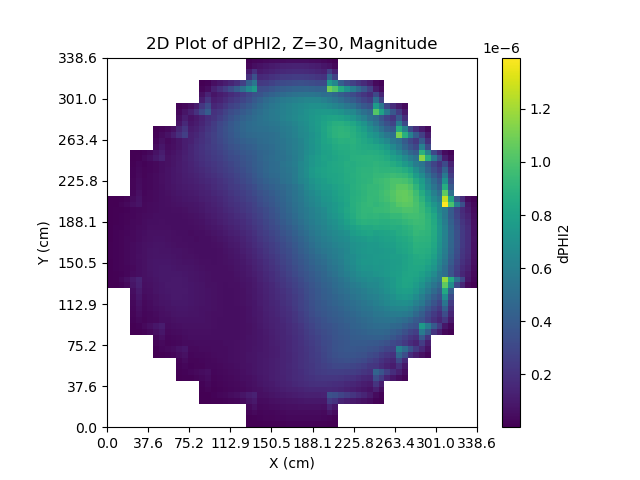 2D Plot of dPHI2, Z=30, Magnitude
1e−6
338.6
301.0
263.4
225.8
188.1
150.5
112.9
75.2
37.6
0.0
Y (cm)
0.0 37.6 75.2 112.9 150.5 188.1 225.8 263.4 301.0 338.6
X (cm)
1.2
1.0
0.8
0.6
0.4
0.2
dPHI2